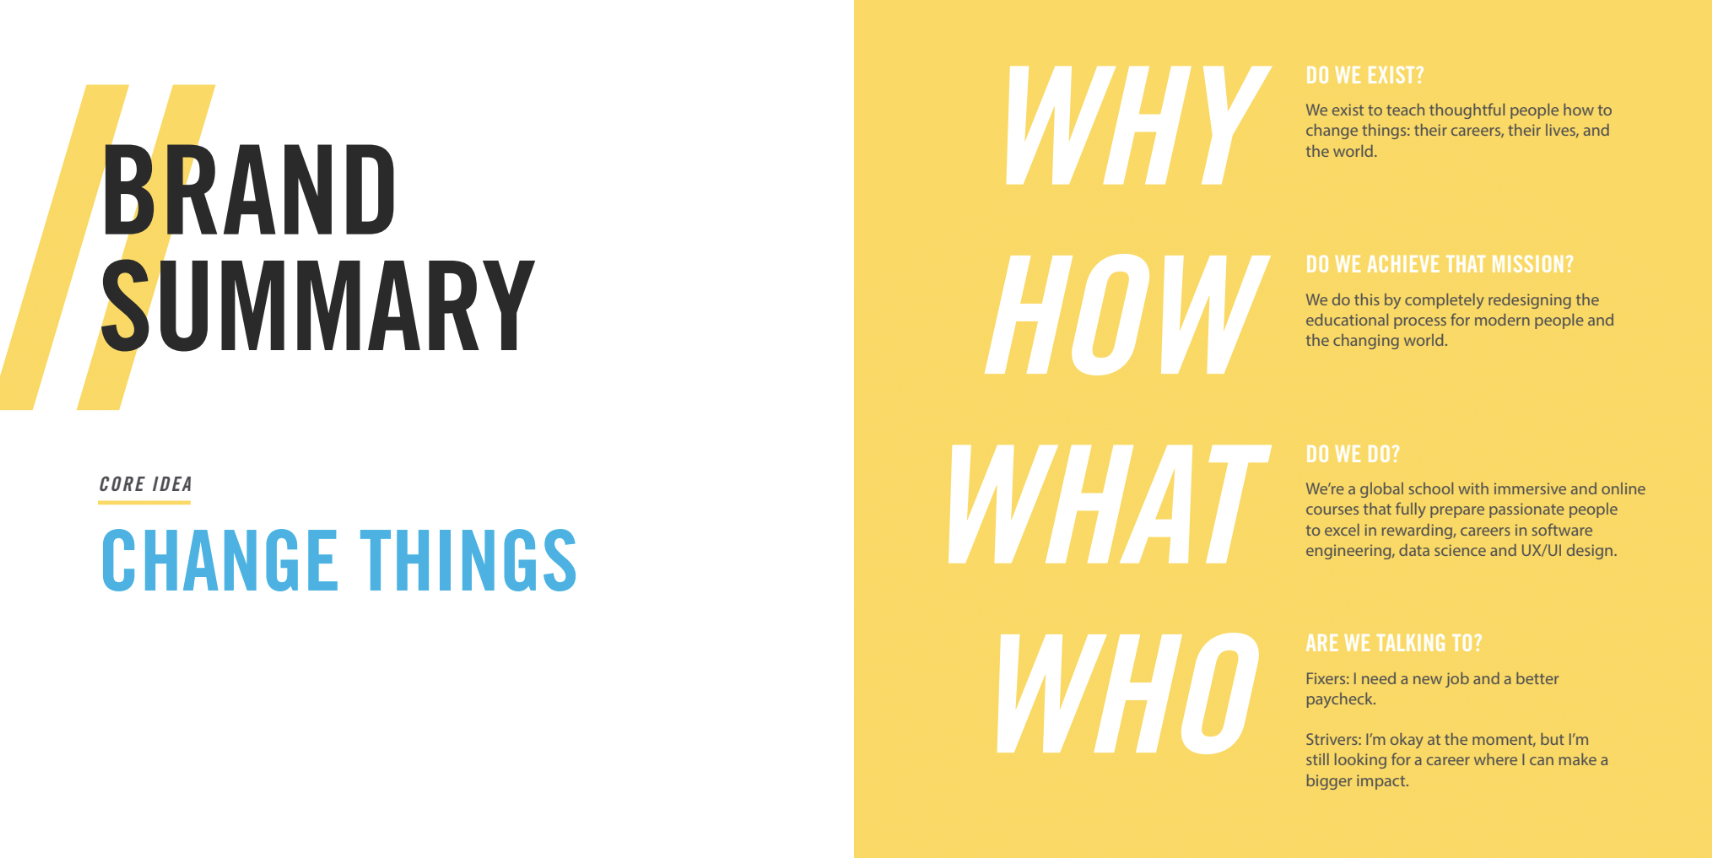 BRAND
SUMMARY
CORE IDEA
CHANGE THINGS
WHY
DO WE EXIST?
We exist to teach thoughtful people how to
change things: their careers, their lives, and
the world.
HOW
DO WE ACHIEVE THAT MISSION?
We do this by completely redesigning the
educational process for modern people and
the changing world.
WHAT
DO WE DO?
We’re a global school with immersive and online
courses that fully prepare passionate people
to excel in rewarding, careers in software
engineering, data science and UX/UI design.
WHO
ARE WE TALKING TO?
Fixers: I need a new job and a better
paycheck.
Strivers: I’m okay at the moment, but I’m
still looking for a career where I can make a
bigger impact.